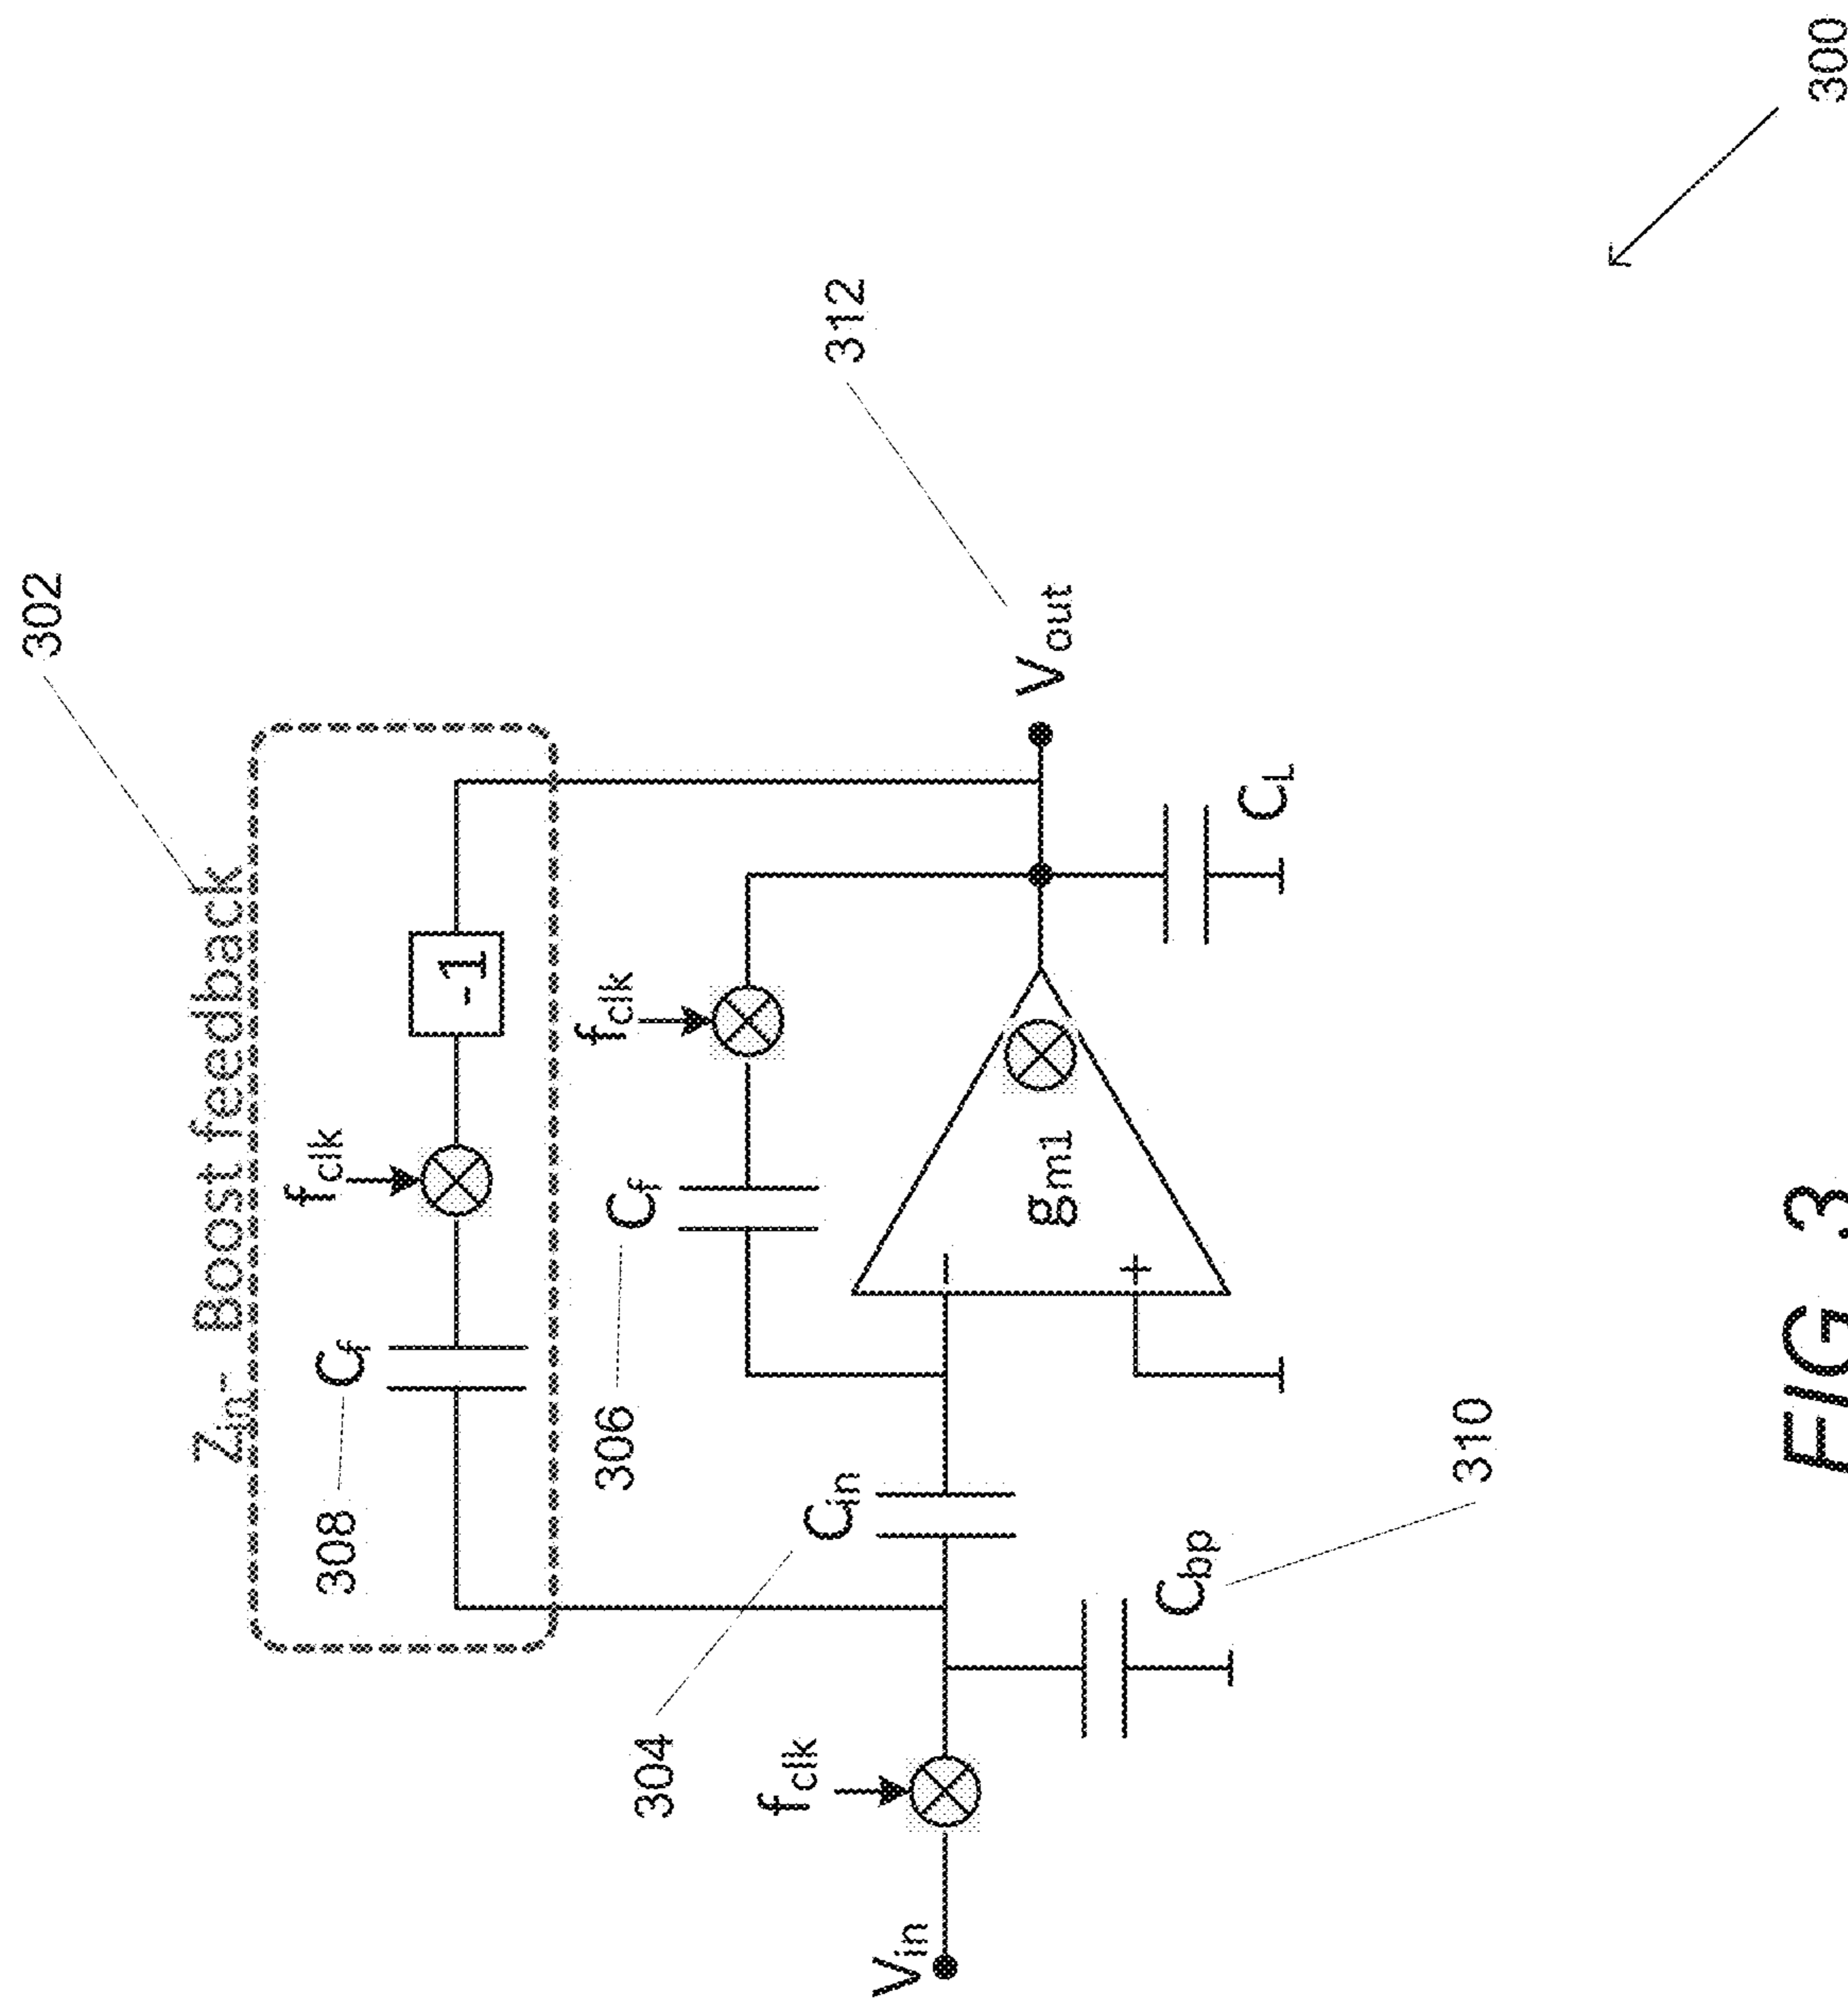 302
Z_in- Boost feedback
308
C_f
f_clk
-1
306
C_f
f_clk
312
304
C_in
f_clk
V_in
g_m1
-
+
V_out
C_bp
C_L
310
300
FIG. 3